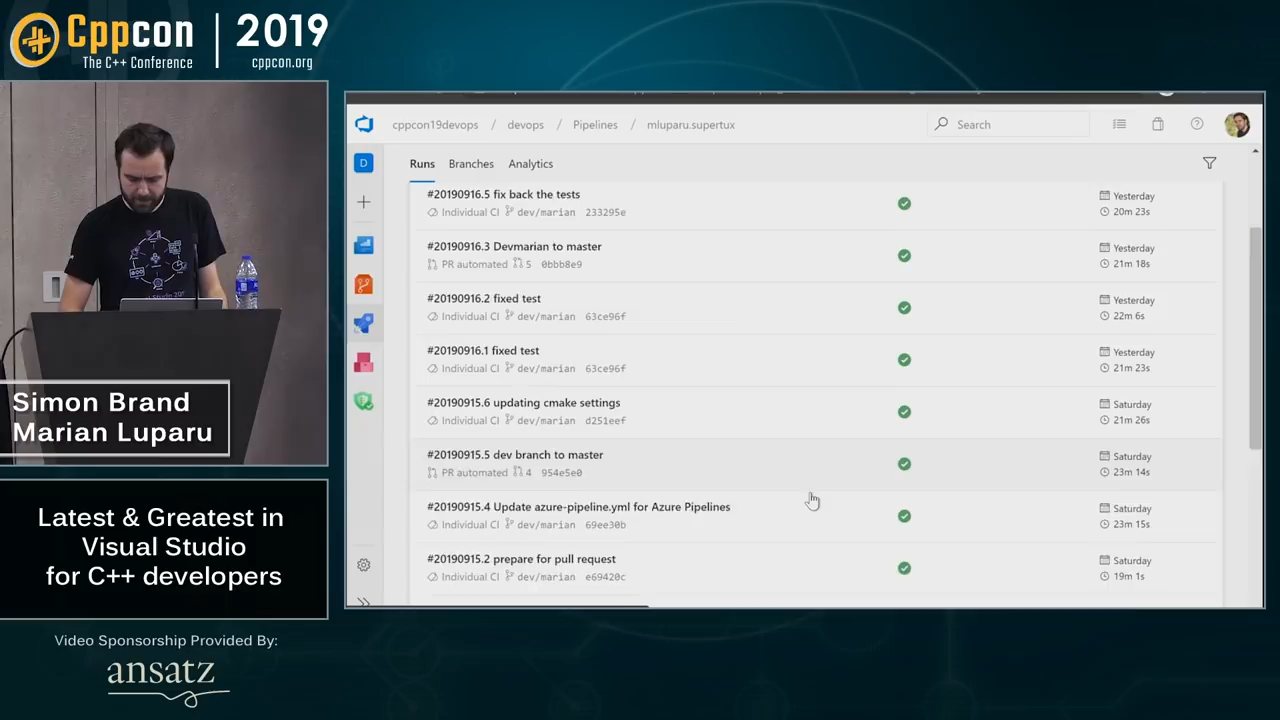 Cppcon
The C++ Conference
2019
cppcon.org
cppcon19devops / devops / Pipelines / mluparu.supertux
Search
D
Runs Branches Analytics
#20190916.5 fix back the tests
Individual CI dev/marian 233295e
Yesterday
20m 23s
#20190916.3 Devmarian to master
PR automated 5 0bbb8e9
Yesterday
21m 18s
#20190916.2 fixed test
Individual CI dev/marian 63ce96f
Yesterday
22m 6s
#20190916.1 fixed test
Individual CI dev/marian 63ce96f
Yesterday
21m 23s
#20190915.6 updating cmake settings
Individual CI dev/marian d251eef
Saturday
21m 26s
#20190915.5 dev branch to master
PR automated 4 954e5e0
Saturday
23m 14s
#20190915.4 Update azure-pipeline.yml for Azure Pipelines
Individual CI dev/marian 69ee30b
Saturday
23m 15s
#20190915.2 prepare for pull request
Individual CI dev/marian e69420c
Saturday
19m 1s
Simon Brand
Marian Luparu
Latest & Greatest in
Visual Studio
for C++ developers
Video Sponsorship Provided By:
ansatz